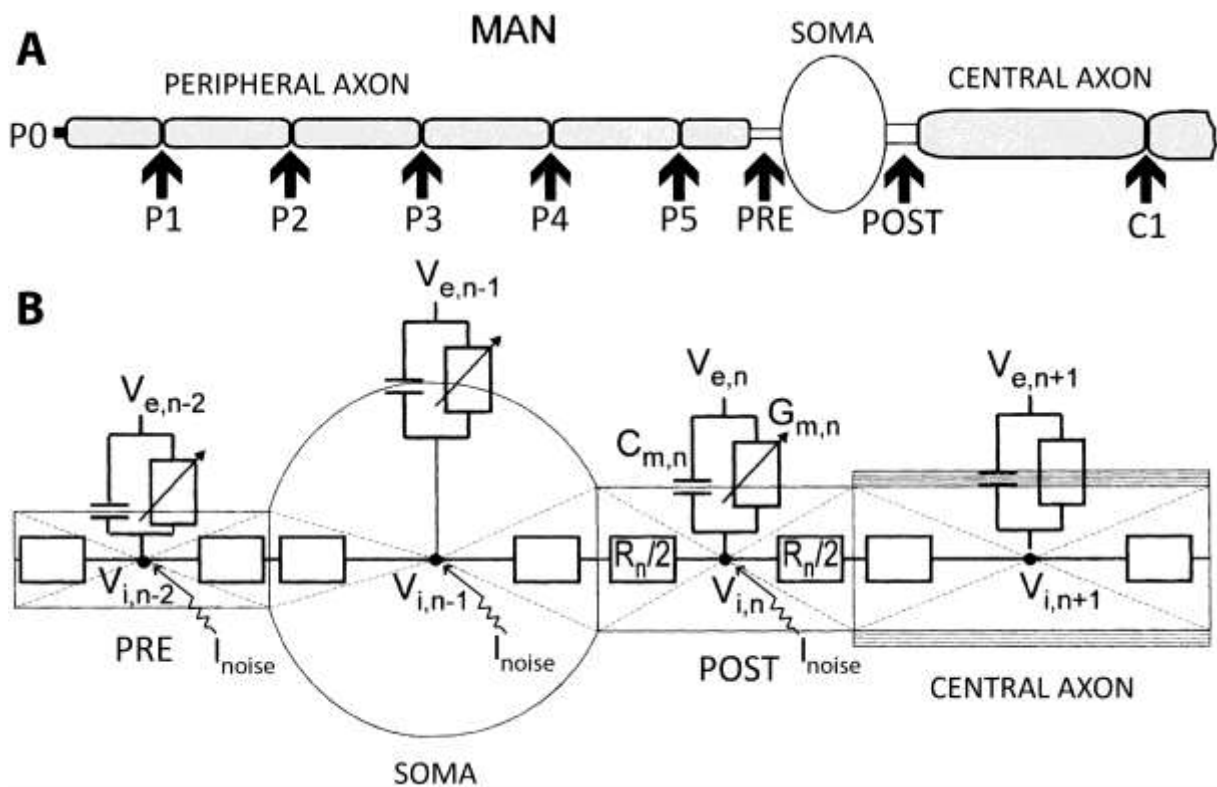 MAN
A
SOMA
PERIPHERAL AXON
CENTRAL AXON
P0
P1
P2
P3
P4
P5
PRE
POST
C1
B
Ve,n-2
Ve,n-1
Ve,n
Ve,n+1
Cm,n
Gm,n
Rn/2
Rn/2
Vi,n-2
Vi,n-1
Vi,n
Vi,n+1
Inoise
Inoise
Inoise
PRE
POST
CENTRAL AXON
SOMA